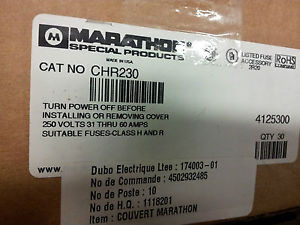 MARATHON
SPECIAL PRODUCTS
MADE IN USA
LISTED FUSE
ACCESSORY
RoHS
CAT NO CHR230
TURN POWER OFF BEFORE
INSTALLING OR REMOVING COVER
250 VOLTS 31 THRU 60 AMPS
SUITABLE FUSES-CLASS H AND R
4125300
QTY 30
Dubo Electrique Ltee : 174003-01
No de Commande : 4502932485
No de Poste : 10
No de H.Q. : 1118201
Item : COUVERT MARATHON